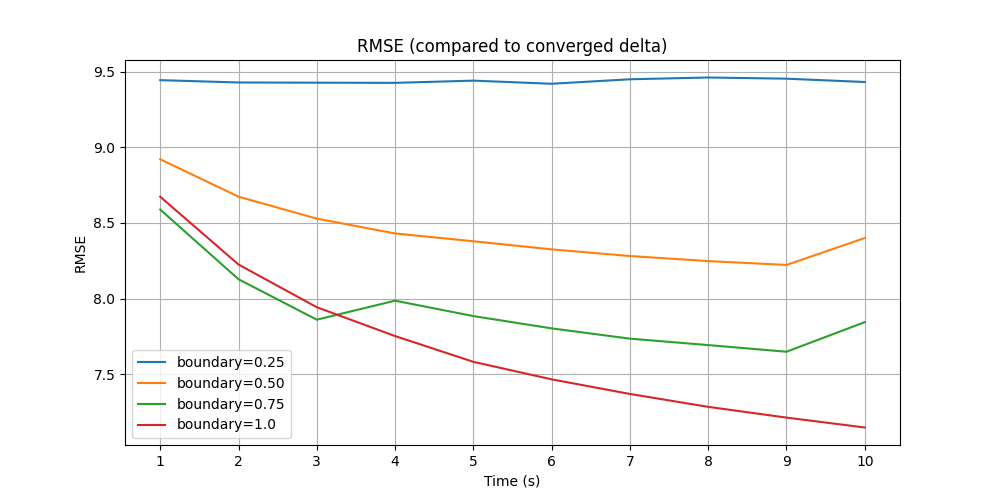 RMSE (compared to converged delta)
RMSE
9.5
9.0
8.5
8.0
7.5
boundary=0.25
boundary=0.50
boundary=0.75
boundary=1.0
1 2 3 4 5 6 7 8 9 10
Time (s)